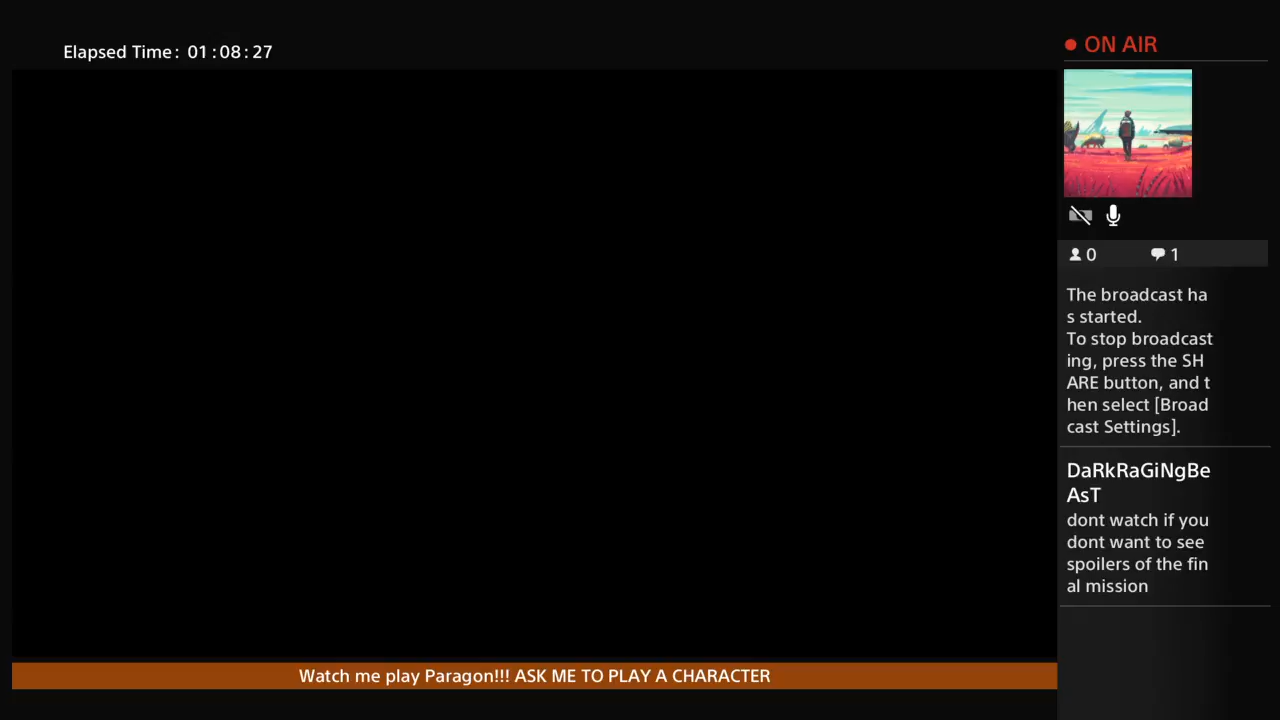 Elapsed Time: 01:08:27
ON AIR
0 1
The broadcast ha
s started.
To stop broadcast
ing, press the SH
ARE button, and t
hen select [Broad
cast Settings].
DaRkRaGiNgBe
AsT
dont watch if you
dont want to see
spoilers of the fin
al mission
Watch me play Paragon!!! ASK ME TO PLAY A CHARACTER